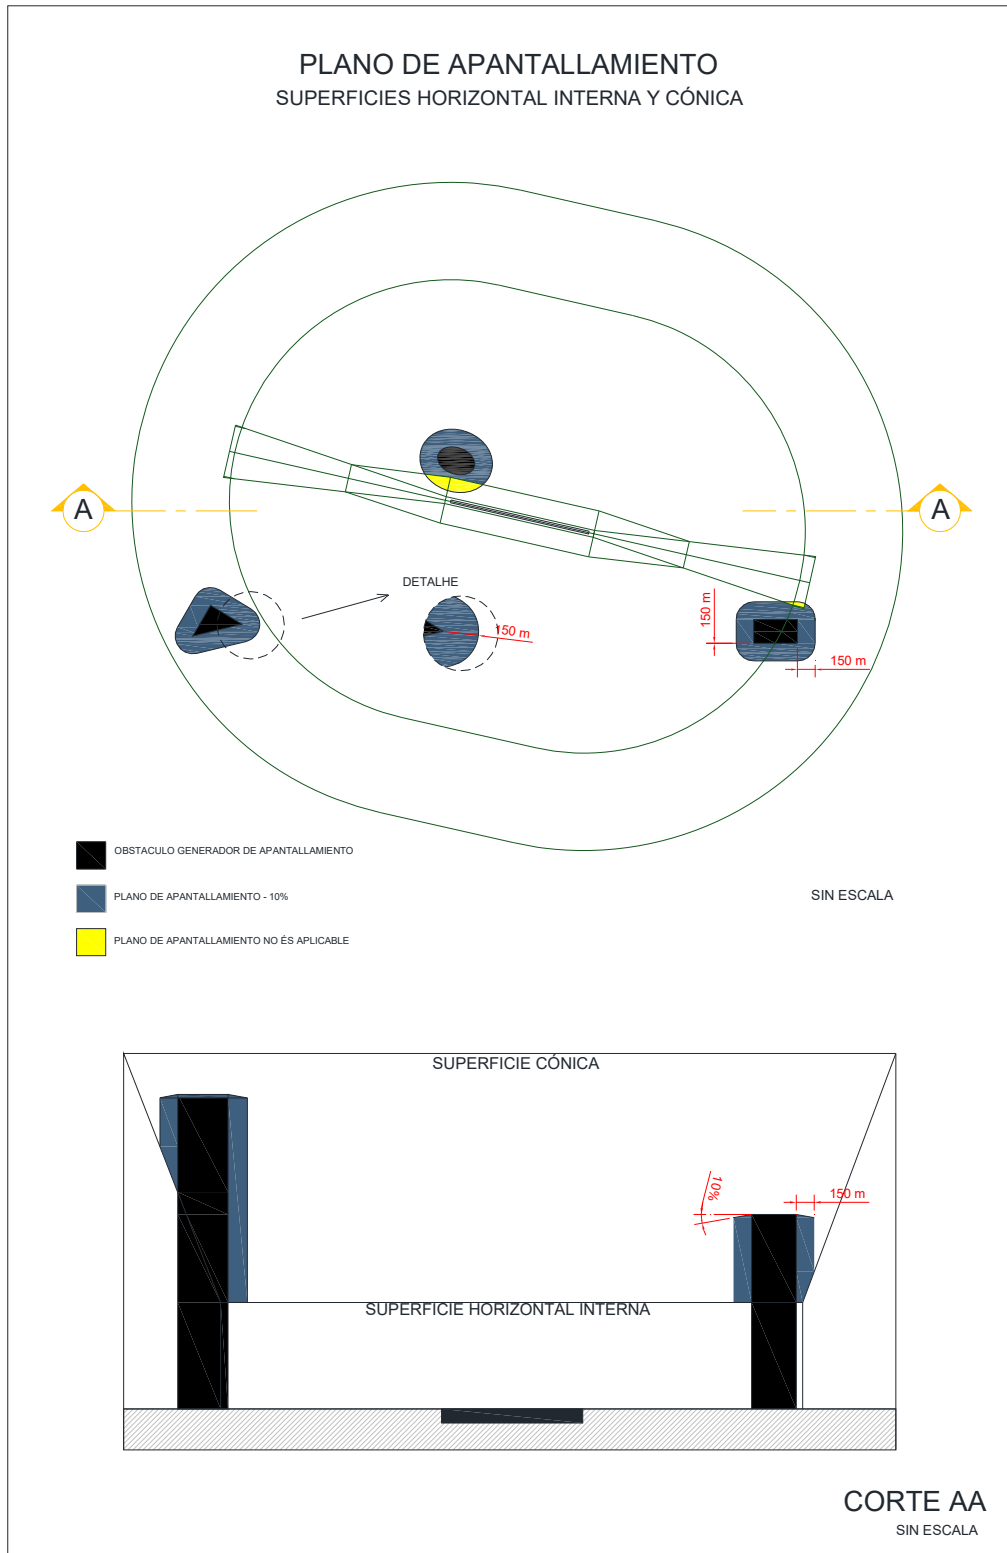 PLANO DE APANTALLAMIENTO
SUPERFICIES HORIZONTAL INTERNA Y CÓNICA
A
A
DETALHE
150 m
150 m
150 m
OBSTACULO GENERADOR DE APANTALLAMIENTO
PLANO DE APANTALLAMIENTO - 10%
SIN ESCALA
PLANO DE APANTALLAMIENTO NO ÉS APLICABLE
SUPERFICIE CÓNICA
10%
150 m
SUPERFICIE HORIZONTAL INTERNA
CORTE AA
SIN ESCALA